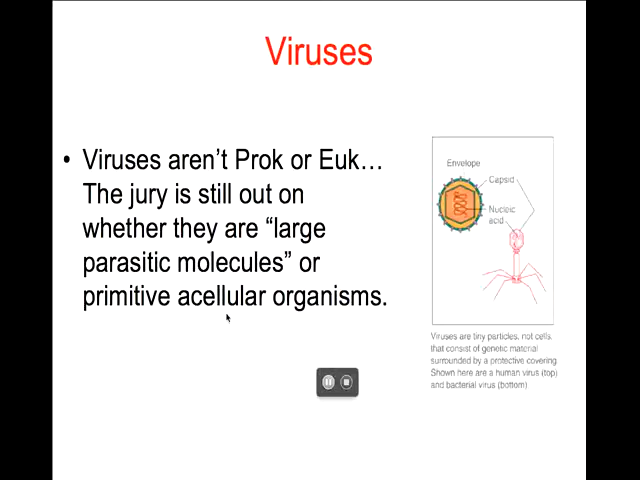 Viruses
• Viruses aren’t Prok or Euk…
The jury is still out on
whether they are “large
parasitic molecules” or
primitive acellular organisms.
Envelope
Capsid
Nucleic
acid
Viruses are tiny particles, not cells,
that consist of genetic material
surrounded by a protective covering.
Shown here are a human virus (top)
and bacterial virus (bottom)